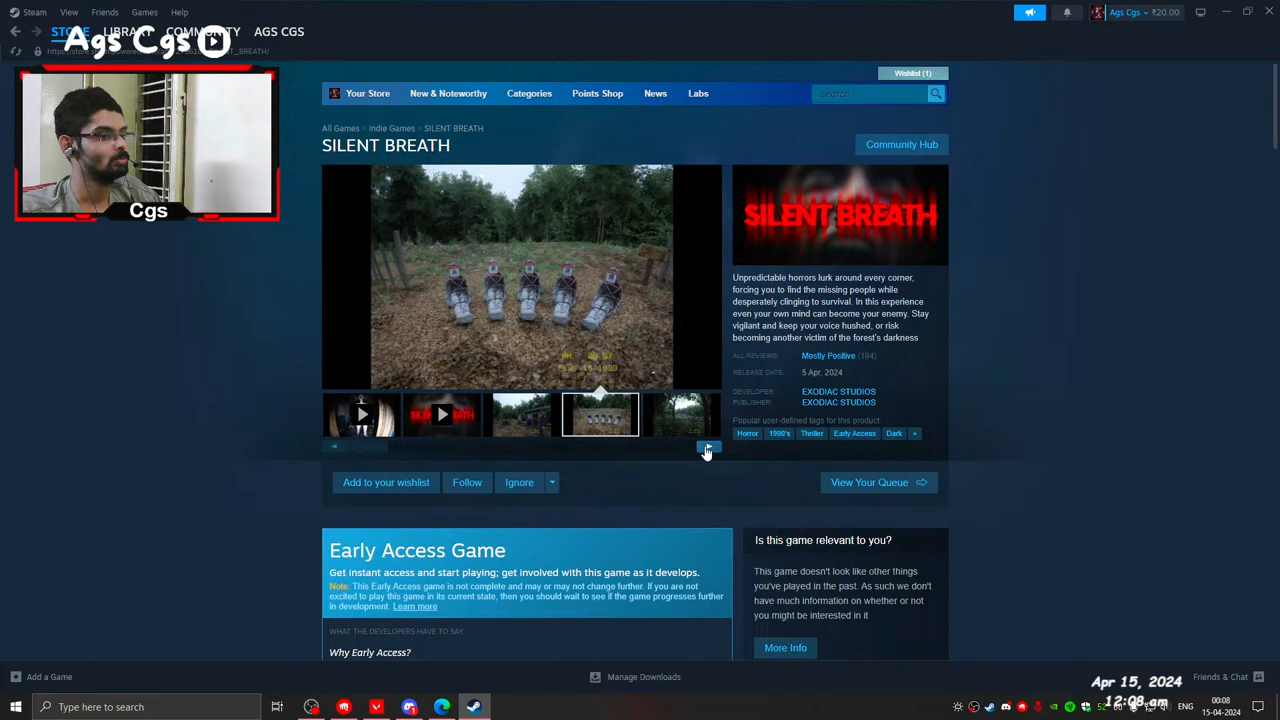 Steam View Friends Games Help
Ags Cgs ₹20.00
STORE LIBRARY COMMUNITY AGS CGS
Ags Cgs
Wishlist (1)
Your Store New & Noteworthy Categories Points Shop News Labs search
All Games > Indie Games > SILENT BREATH
SILENT BREATH
Community Hub
Cgs
SILENT BREATH
Unpredictable horrors lurk around every corner,
forcing you to find the missing people while
desperately clinging to survival. In this experience
even your own mind can become your enemy. Stay
vigilant and keep your voice hushed, or risk
becoming another victim of the forest's darkness
ALL REVIEWS: Mostly Positive (194)
RELEASE DATE: 5 Apr, 2024
DEVELOPER: EXODIAC STUDIOS
PUBLISHER: EXODIAC STUDIOS
Popular user-defined tags for this product:
Horror 1990's Thriller Early Access Dark +
Add to your wishlist Follow Ignore View Your Queue
Early Access Game
Get instant access and start playing; get involved with this game as it develops.
Note: This Early Access game is not complete and may or may not change further. If you are not
excited to play this game in its current state, then you should wait to see if the game progresses further
in development. Learn more
WHAT THE DEVELOPERS HAVE TO SAY:
Why Early Access?
Is this game relevant to you?
This game doesn't look like other things
you've played in the past. As such we don't
have much information on whether or not
you might be interested in it
More Info
Add a Game Manage Downloads Friends & Chat
Apr 15, 2024
12:08 am
Type here to search
ENG 00:08
15-04-2024